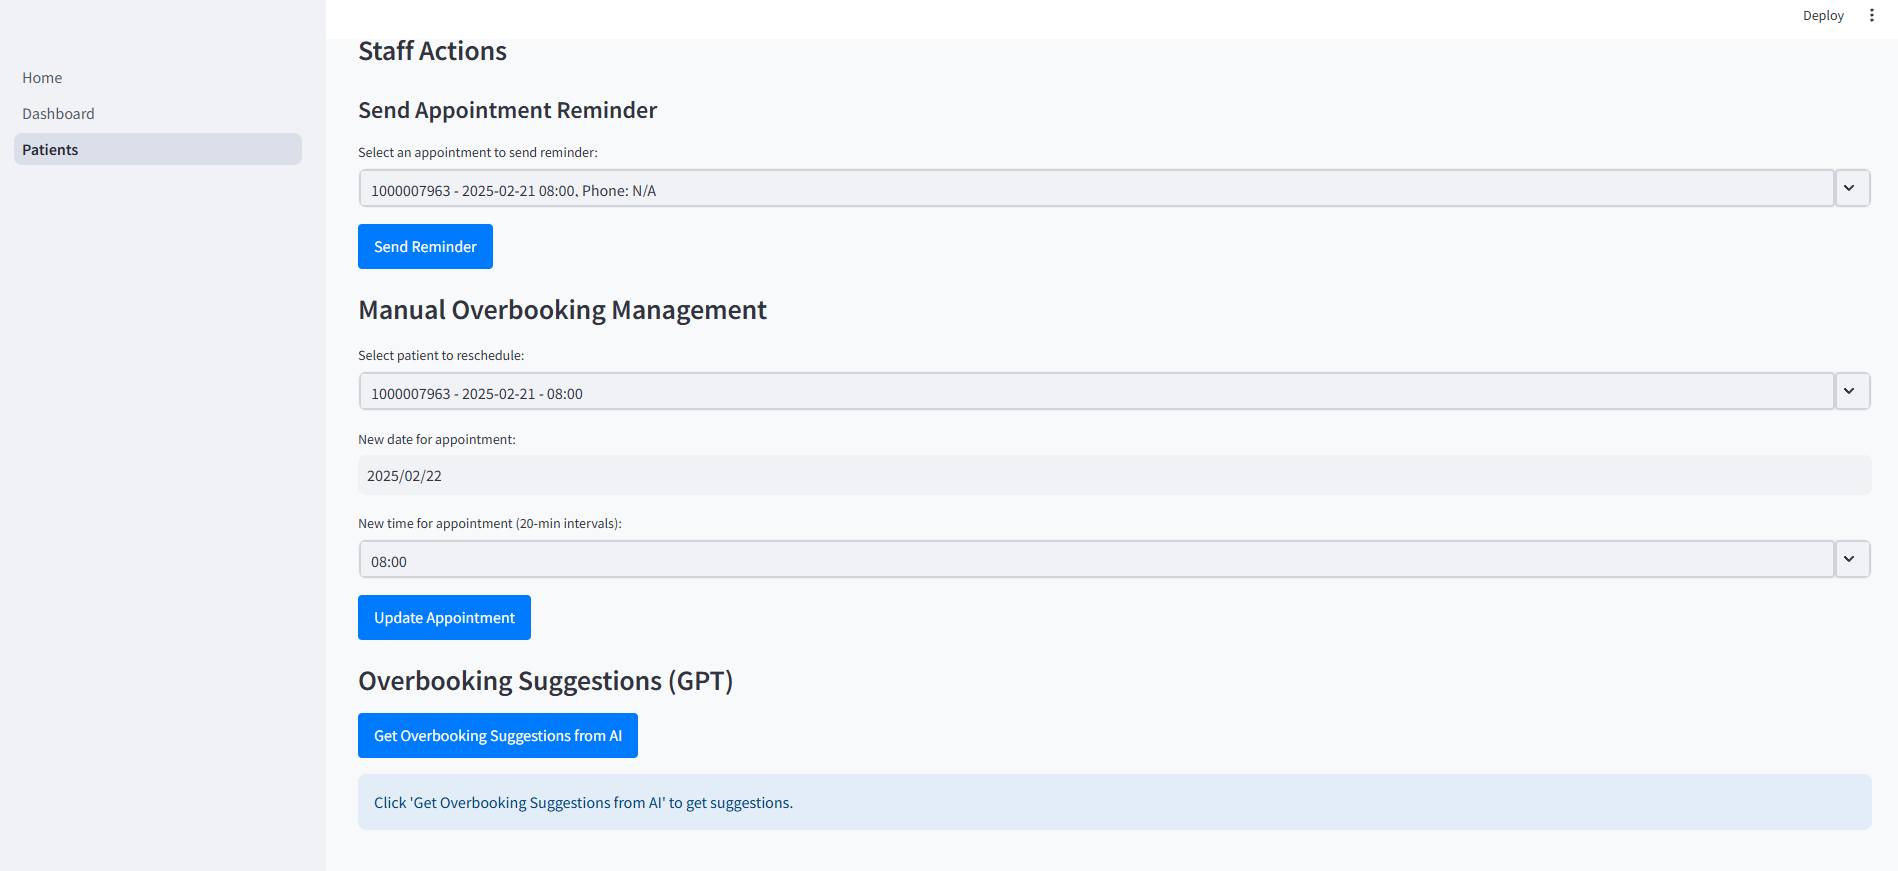 Deploy
Home
Dashboard
Patients
Staff Actions
Send Appointment Reminder
Select an appointment to send reminder:
1000007963 - 2025-02-21 08:00, Phone: N/A
Send Reminder
Manual Overbooking Management
Select patient to reschedule:
1000007963 - 2025-02-21 - 08:00
New date for appointment:
2025/02/22
New time for appointment (20-min intervals):
08:00
Update Appointment
Overbooking Suggestions (GPT)
Get Overbooking Suggestions from AI
Click 'Get Overbooking Suggestions from AI' to get suggestions.